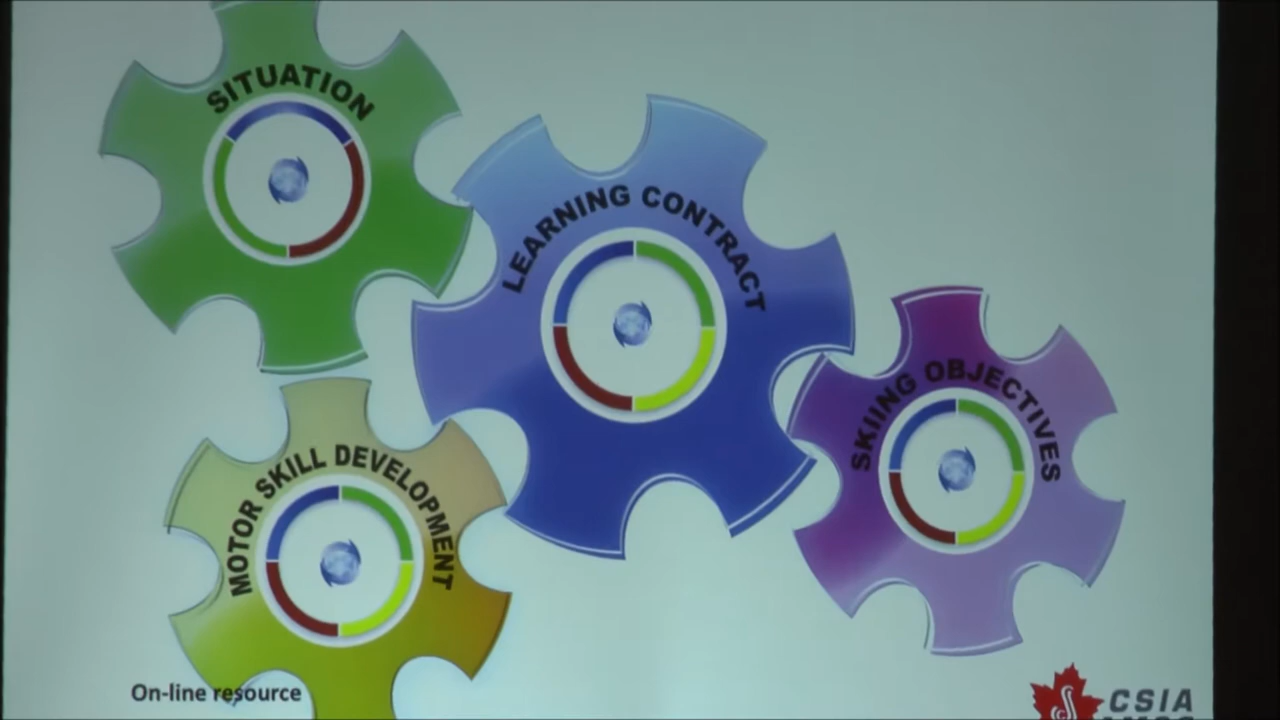 SITUATION
LEARNING CONTRACT
SKIING OBJECTIVES
MOTOR SKILL DEVELOPMENT
On-line resource
CSIA